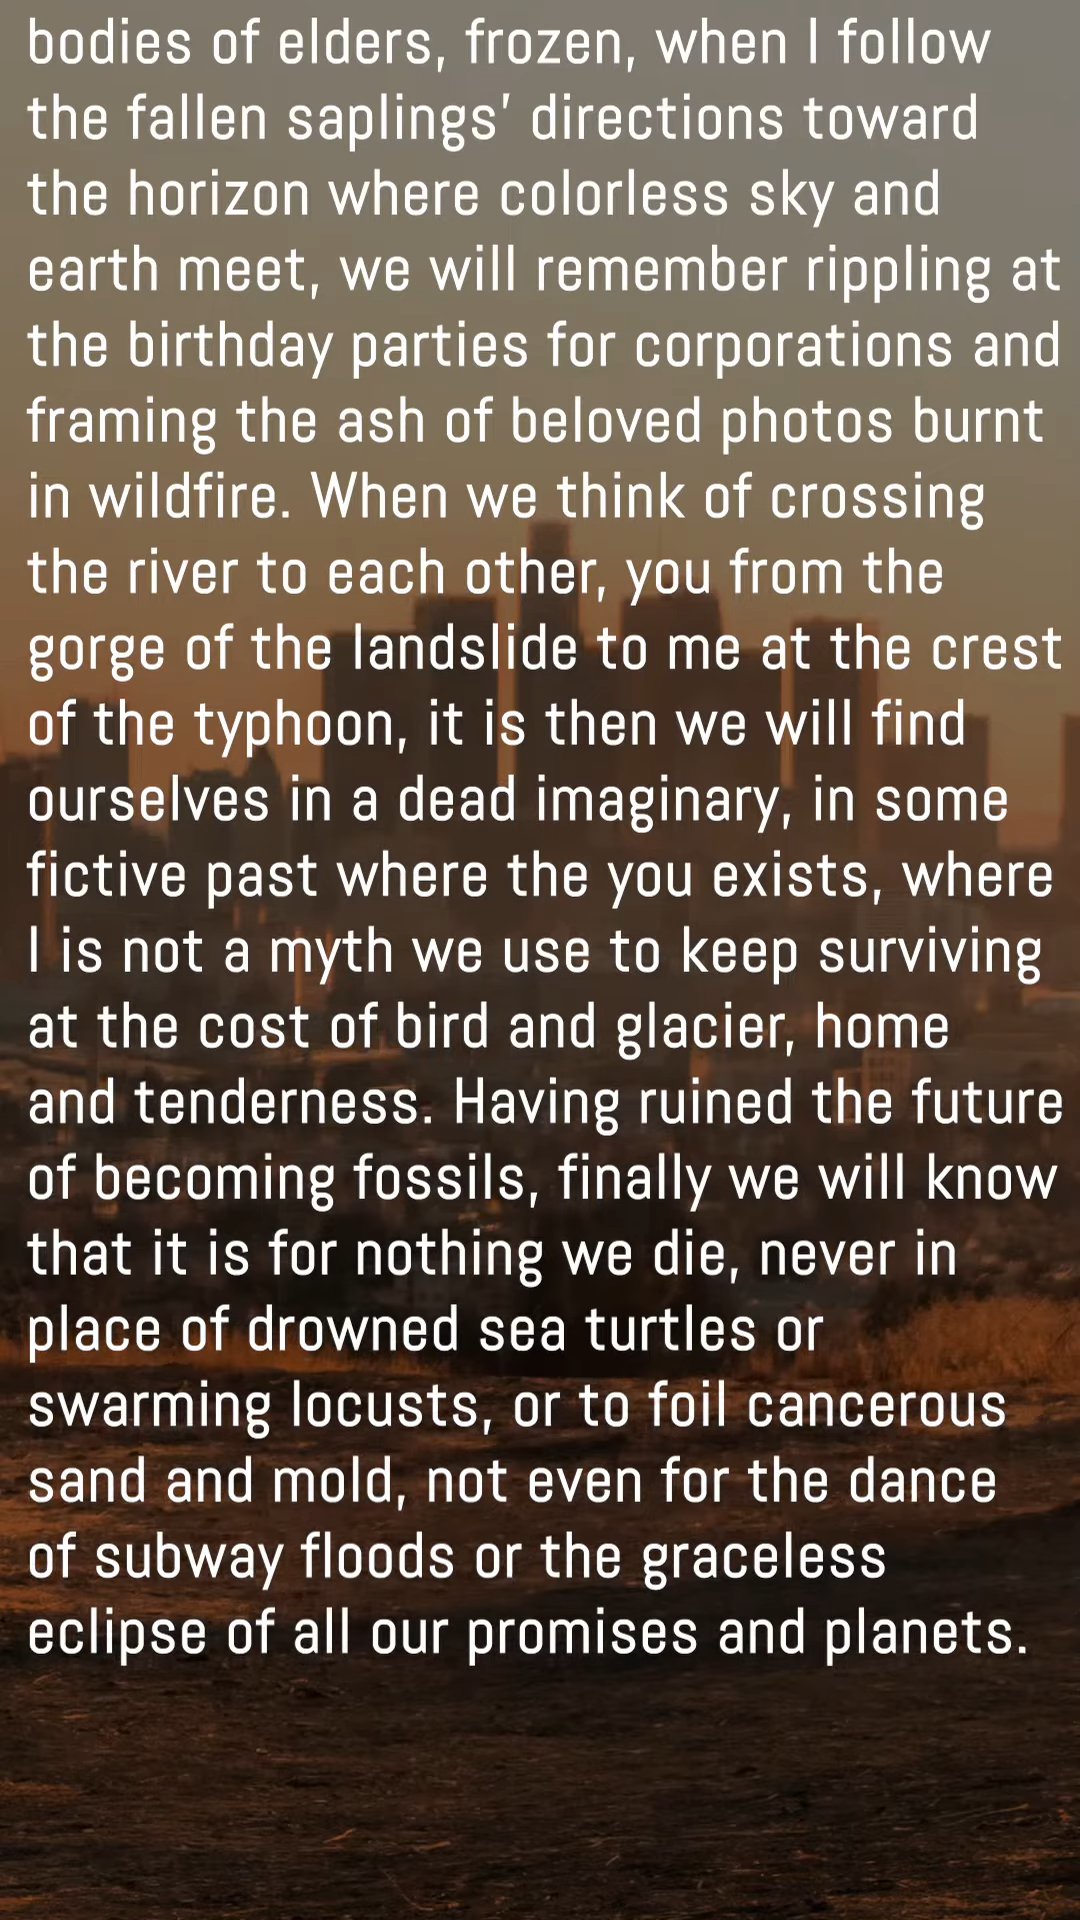 bodies of elders, frozen, when I follow
the fallen saplings’ directions toward
the horizon where colorless sky and
earth meet, we will remember rippling at
the birthday parties for corporations and
framing the ash of beloved photos burnt
in wildfire. When we think of crossing
the river to each other, you from the
gorge of the landslide to me at the crest
of the typhoon, it is then we will find
ourselves in a dead imaginary, in some
fictive past where the you exists, where
I is not a myth we use to keep surviving
at the cost of bird and glacier, home
and tenderness. Having ruined the future
of becoming fossils, finally we will know
that it is for nothing we die, never in
place of drowned sea turtles or
swarming locusts, or to foil cancerous
sand and mold, not even for the dance
of subway floods or the graceless
eclipse of all our promises and planets.